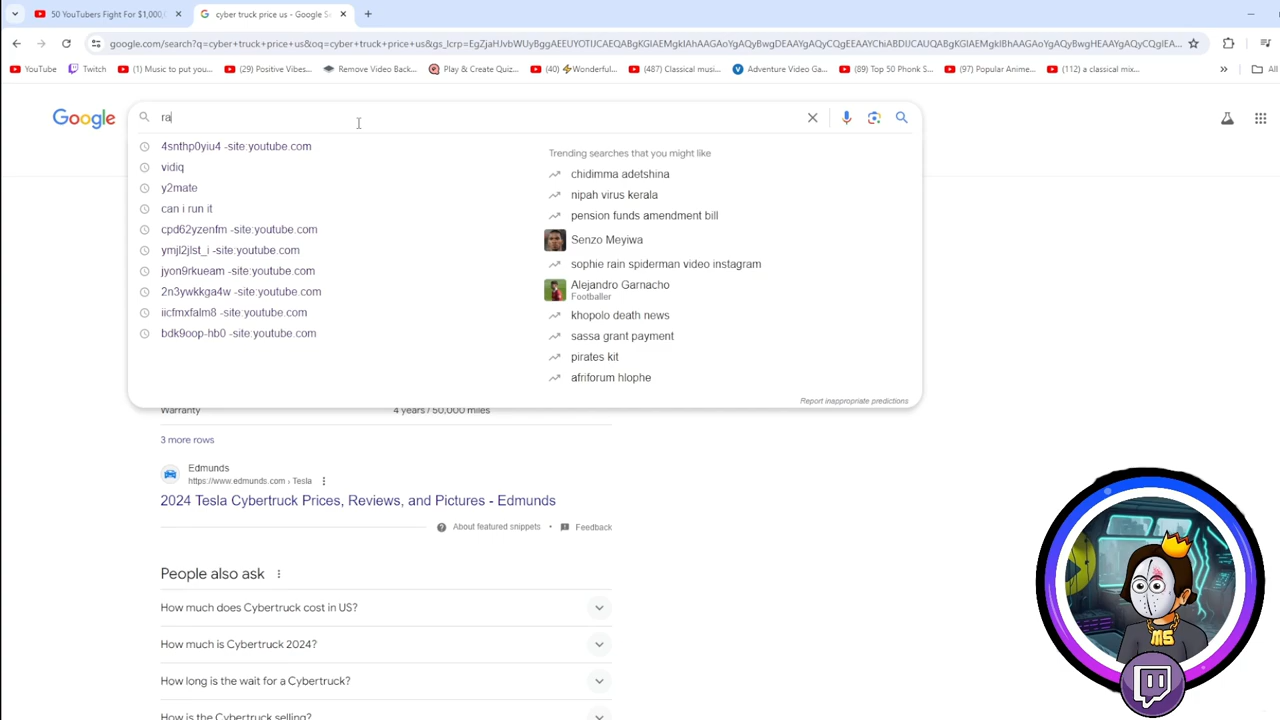 50 YouTubers Fight For $1,000,
cyber truck price us - Google Se
google.com/search?q=cyber+truck+price+us&oq=cyber+truck+price+us&gs_lcrp=EgZjaHJvbWUyBggAEEUYOTIJCAEQABgKGIAEMgkIAhAAGAoYgAQyBwgDEAAYgAQyCQgEEAAYChiABDIJCAUQABgKGIAEMgkIBhAAGAoYgAQyBwgHEAAYgAQyCQgIEA...
YouTube
Twitch
(1) Music to put you...
(29) Positive Vibes...
Remove Video Back...
Play & Create Quiz...
(40) ⚡Wonderful...
(487) Classical musi...
Adventure Video Ga...
(89) Top 50 Phonk S...
(97) Popular Anime...
(112) a classical mix...
»
All
Google
ra
4snthp0yiu4 -site:youtube.com
vidiq
y2mate
can i run it
cpd62yzenfm -site:youtube.com
ymjl2jlst_i -site:youtube.com
jyon9rkueam -site:youtube.com
2n3ywkkga4w -site:youtube.com
iicfmxfalm8 -site:youtube.com
bdk9oop-hb0 -site:youtube.com
Trending searches that you might like
chidimma adetshina
nipah virus kerala
pension funds amendment bill
Senzo Meyiwa
sophie rain spiderman video instagram
Alejandro Garnacho
Footballer
khopolo death news
sassa grant payment
pirates kit
afriforum hlophe
Report inappropriate predictions
Warranty 4 years / 50,000 miles
3 more rows
Edmunds
https://www.edmunds.com › Tesla
2024 Tesla Cybertruck Prices, Reviews, and Pictures - Edmunds
About featured snippets • Feedback
People also ask
How much does Cybertruck cost in US?
How much is Cybertruck 2024?
How long is the wait for a Cybertruck?
How is the Cybertruck selling?
MS